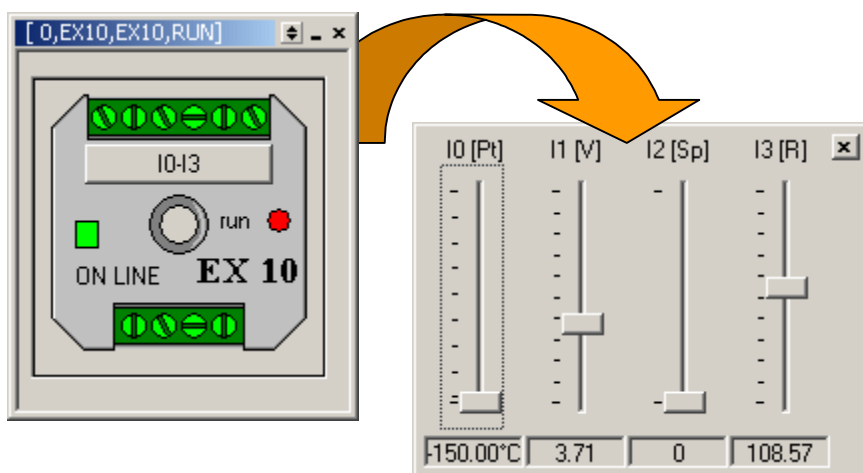 [ 0,EX10,EX10,RUN]
I0-I3
run
ON LINE
EX 10
I0 [Pt] I1 [V] I2 [Sp] I3 [R]
-150.00°C 3.71 0 108.57